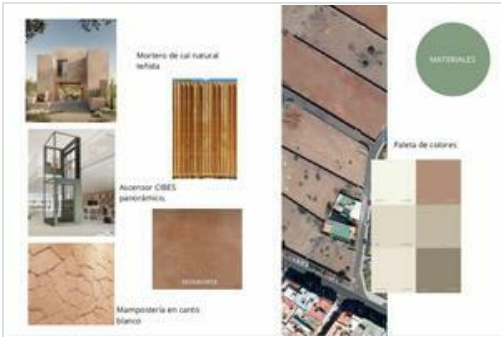 Mortero de cal natural
teñida
MATERIALES
Paleta de colores
Ascensor CIBES
panorámico,
Mampostería en canto
blanco